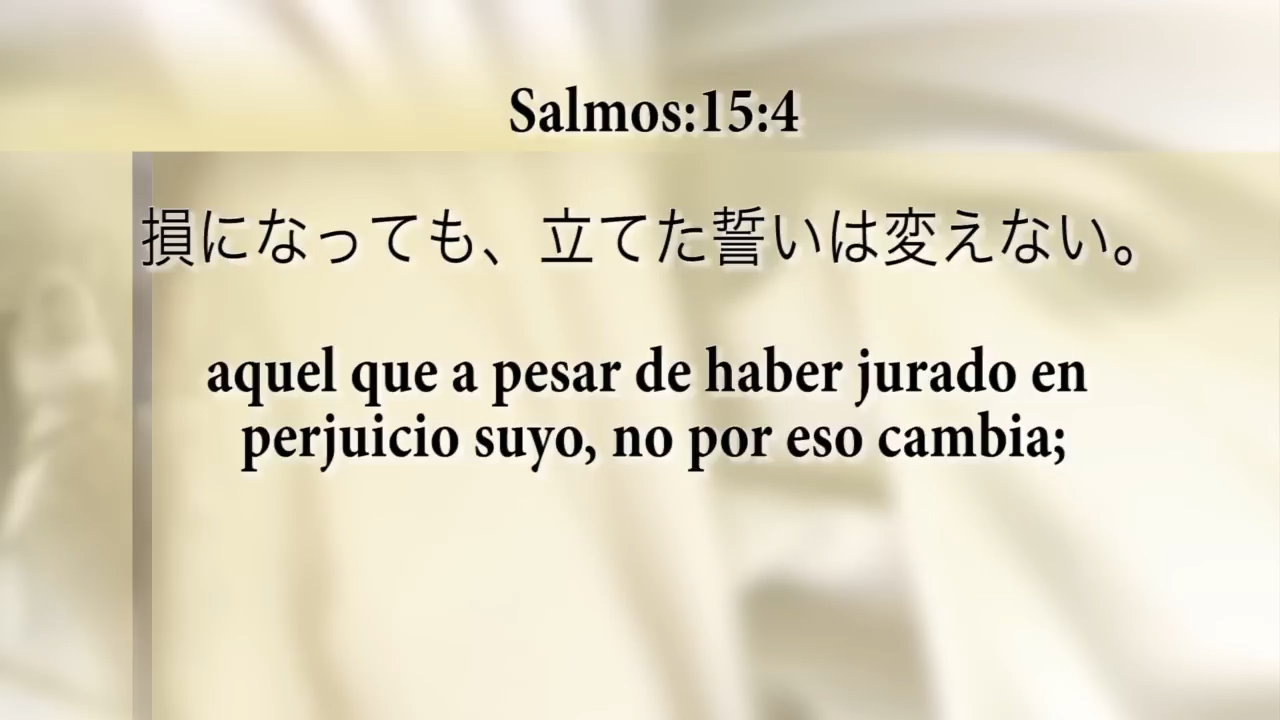 Salmos:15:4
損になっても、立てた誓いは変えない。
aquel que a pesar de haber jurado en
perjuicio suyo, no por eso cambia;